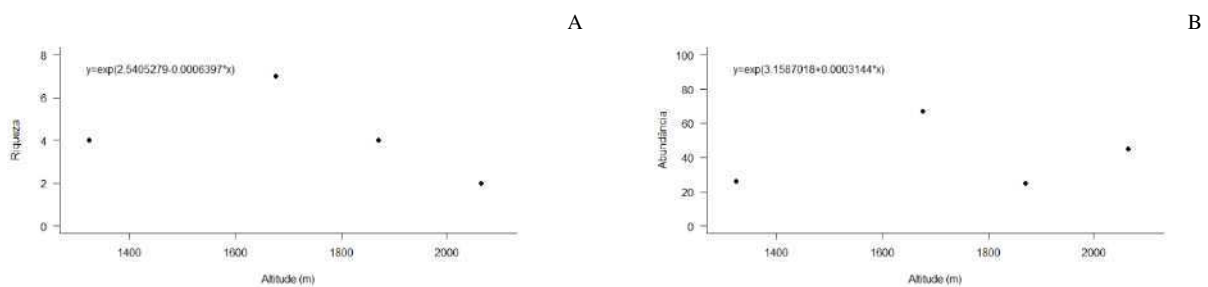 A
8
6
4
2
0
Riqueza
y=exp(2.5405279-0.0006397*x)
1400
1600
1800
2000
Altitude (m)
B
100
80
60
40
20
0
Abundância
y=exp(3.1587018+0.0003144*x)
1400
1600
1800
2000
Altitude (m)